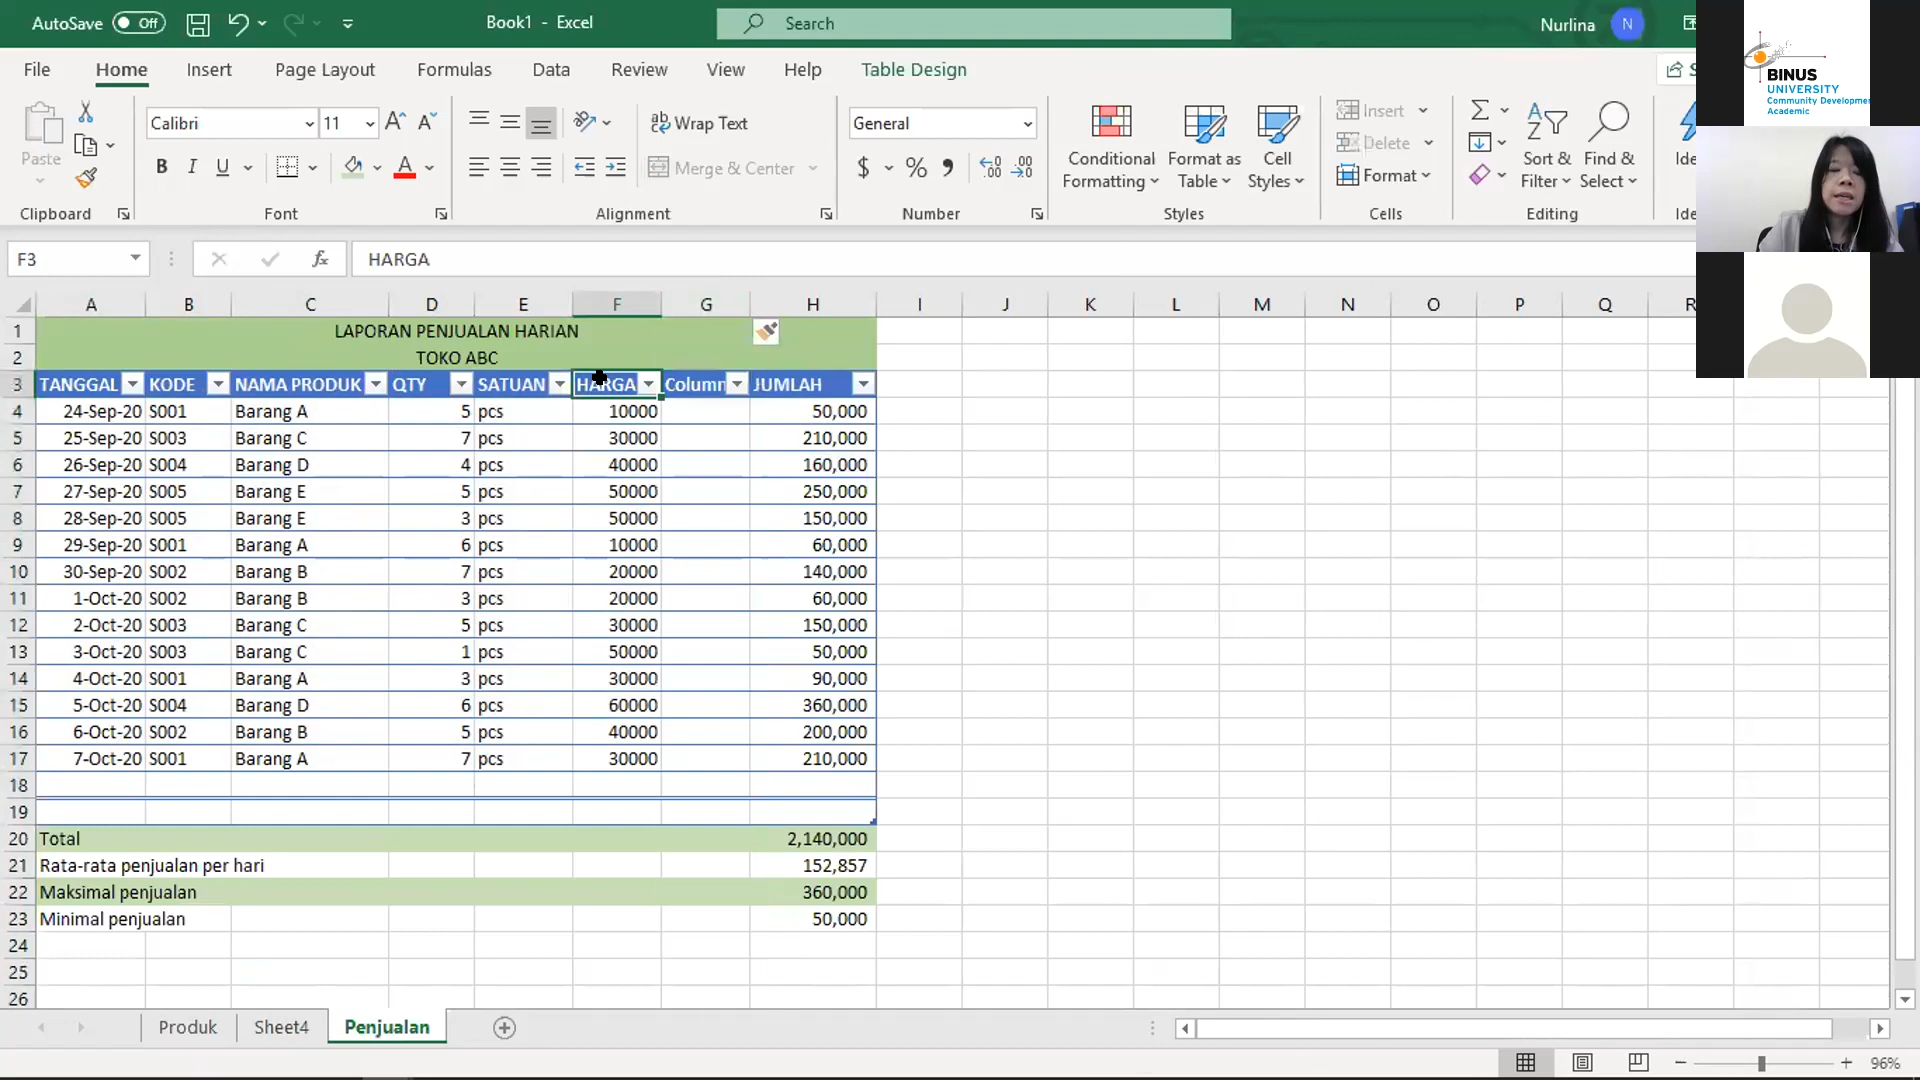 AutoSave Off Book1 - Excel Search Nurlina N
File Home Insert Page Layout Formulas Data Review View Help Table Design S
BINUS
UNIVERSITY
Community Developme
Academic
Paste
Calibri 11
B I U
ab Wrap Text
Merge & Center
General
$ % ,
Conditional
Formatting
Format as
Table
Cell
Styles
Insert
Delete
Format
Sort &
Filter
Find &
Select
Ide
Clipboard Font Alignment Number Styles Cells Editing Ide
F3 fx HARGA
A B C D E F G H I J K L M N O P Q R
1 LAPORAN PENJUALAN HARIAN
2 TOKO ABC
3 TANGGAL KODE NAMA PRODUK QTY SATUAN HARGA Column JUMLAH
4 24-Sep-20 S001 Barang A 5 pcs 10000 50,000
5 25-Sep-20 S003 Barang C 7 pcs 30000 210,000
6 26-Sep-20 S004 Barang D 4 pcs 40000 160,000
7 27-Sep-20 S005 Barang E 5 pcs 50000 250,000
8 28-Sep-20 S005 Barang E 3 pcs 50000 150,000
9 29-Sep-20 S001 Barang A 6 pcs 10000 60,000
10 30-Sep-20 S002 Barang B 7 pcs 20000 140,000
11 1-Oct-20 S002 Barang B 3 pcs 20000 60,000
12 2-Oct-20 S003 Barang C 5 pcs 30000 150,000
13 3-Oct-20 S003 Barang C 1 pcs 50000 50,000
14 4-Oct-20 S001 Barang A 3 pcs 30000 90,000
15 5-Oct-20 S004 Barang D 6 pcs 60000 360,000
16 6-Oct-20 S002 Barang B 5 pcs 40000 200,000
17 7-Oct-20 S001 Barang A 7 pcs 30000 210,000
18
19
20 Total 2,140,000
21 Rata-rata penjualan per hari 152,857
22 Maksimal penjualan 360,000
23 Minimal penjualan 50,000
24
25
26
Produk Sheet4 Penjualan
96%